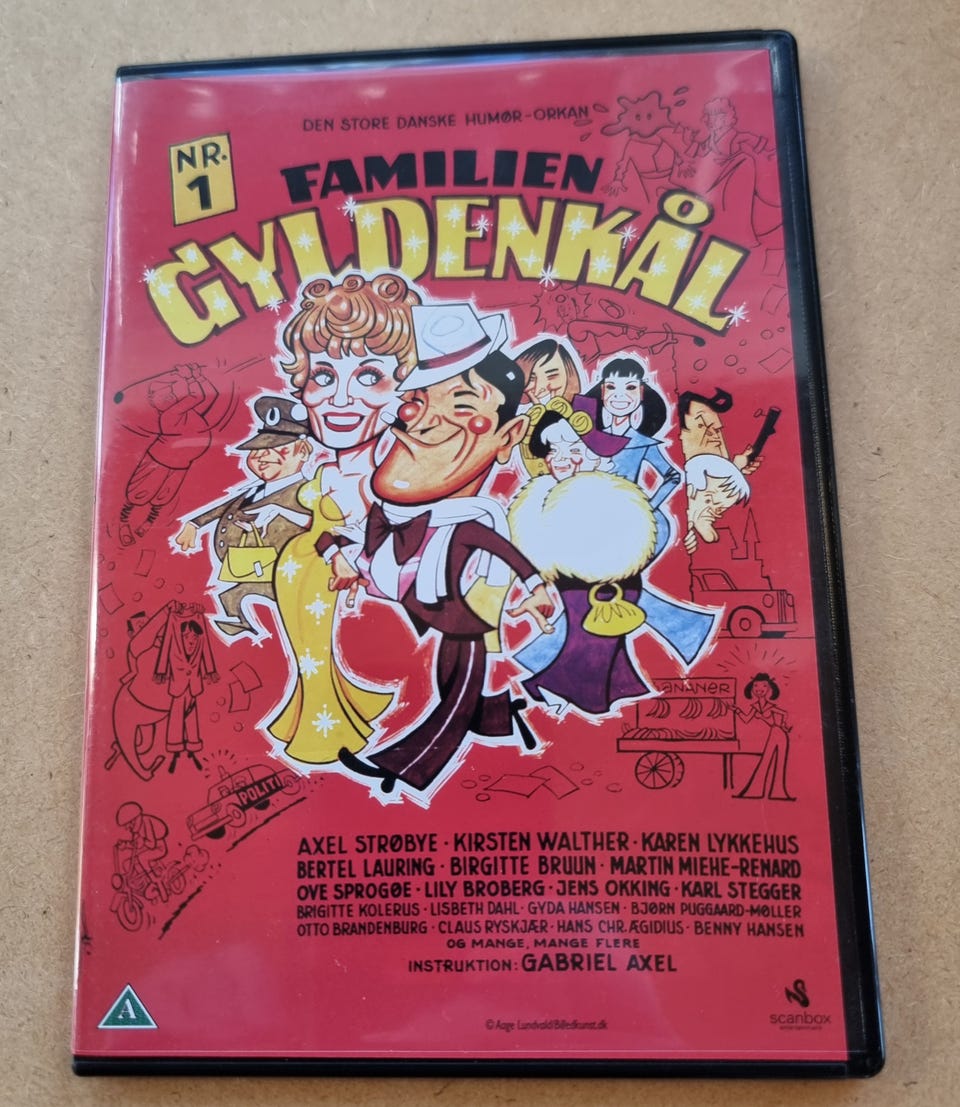 DEN STORE DANSKE HUMØR-ORKAN
NR.
1
FAMILIEN
GYLDENKÅL
POLITI
AXEL STRØBYE · KIRSTEN WALTHER · KAREN LYKKEHUS
BERTEL LAURING · BIRGITTE BRUUN · MARTIN MIEHE-RENARD
OVE SPROGØE · LILY BROBERG · JENS OKKING · KARL STEGGER
BRIGITTE KOLERUS · LISBETH DAHL · GYDA HANSEN · BJØRN PUGGAARD-MØLLER
OTTO BRANDENBURG · CLAUS RYSKJÆR · HANS CHR. ÆGIDIUS · BENNY HANSEN
OG MANGE, MANGE FLERE
INSTRUKTION: GABRIEL AXEL
A
© Aage Lundvald/Billedkunst.dk
scanbox
entertainment